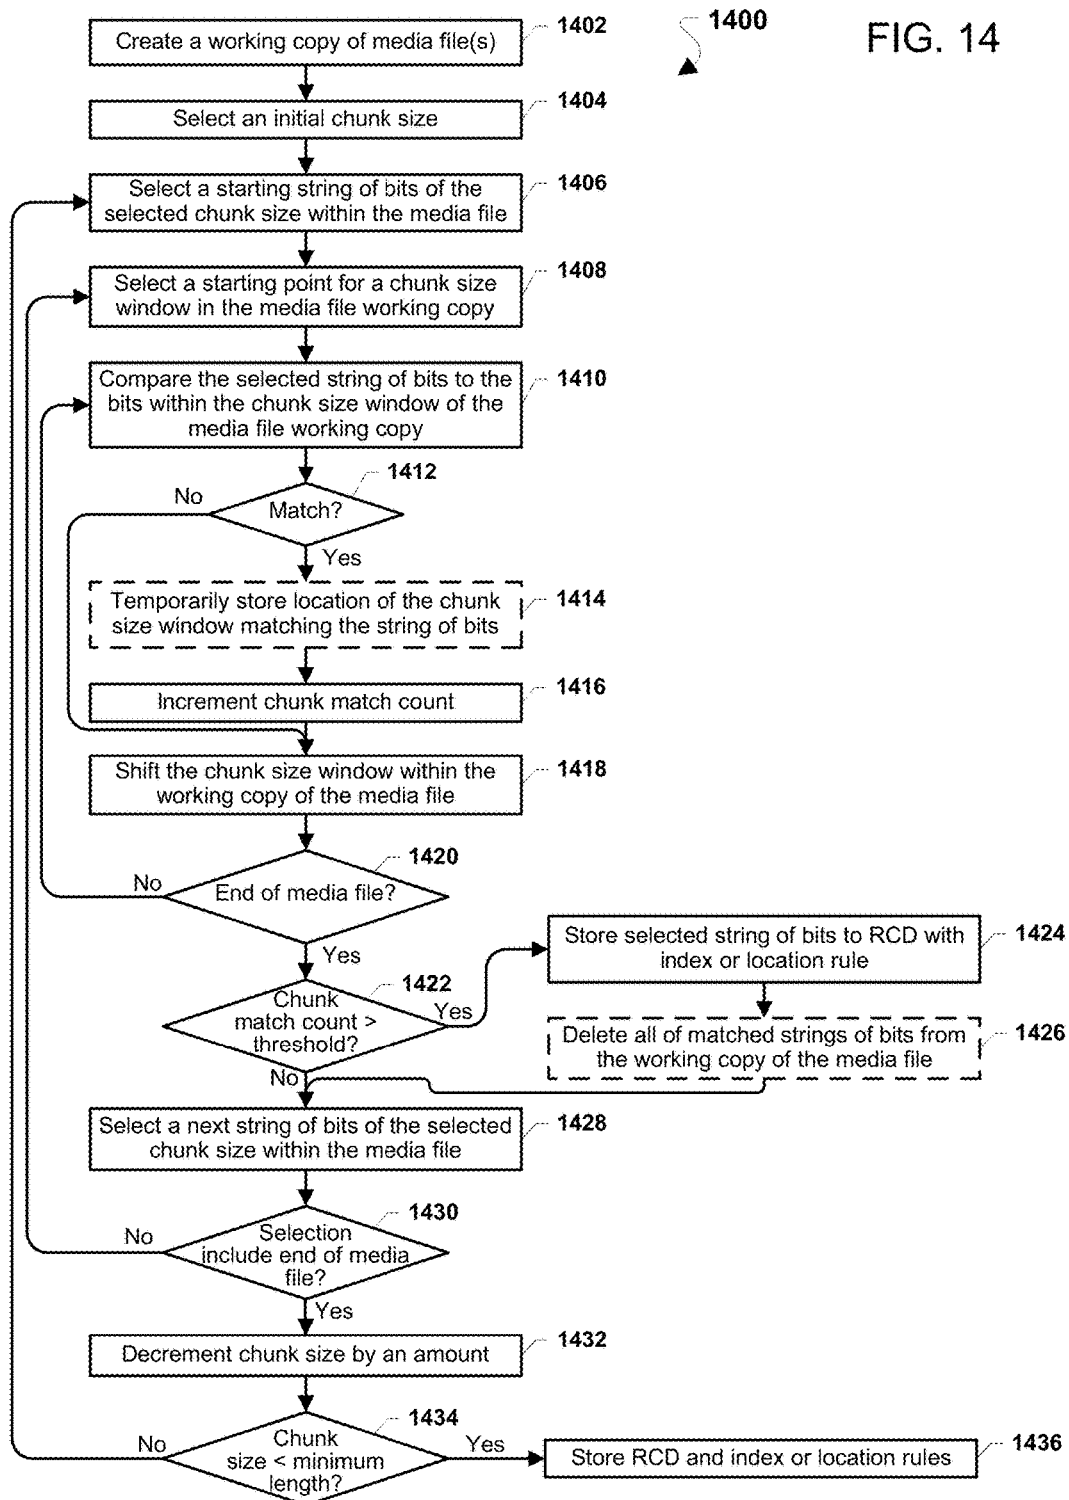 1400
FIG. 14
1402
Create a working copy of media file(s)
1404
Select an initial chunk size
1406
Select a starting string of bits of the
selected chunk size within the media file
1408
Select a starting point for a chunk size
window in the media file working copy
1410
Compare the selected string of bits to the
bits within the chunk size window of the
media file working copy
1412
No
Match?
Yes
1414
Temporarily store location of the chunk
size window matching the string of bits
1416
Increment chunk match count
1418
Shift the chunk size window within the
working copy of the media file
1420
No
End of media file?
Yes
1422
Chunk
match count >
threshold?
Yes
No
1424
Store selected string of bits to RCD with
index or location rule
1426
Delete all of matched strings of bits from
the working copy of the media file
1428
Select a next string of bits of the selected
chunk size within the media file
1430
No
Selection
include end of media
file?
Yes
1432
Decrement chunk size by an amount
1434
No
Chunk
size < minimum
length?
Yes
1436
Store RCD and index or location rules